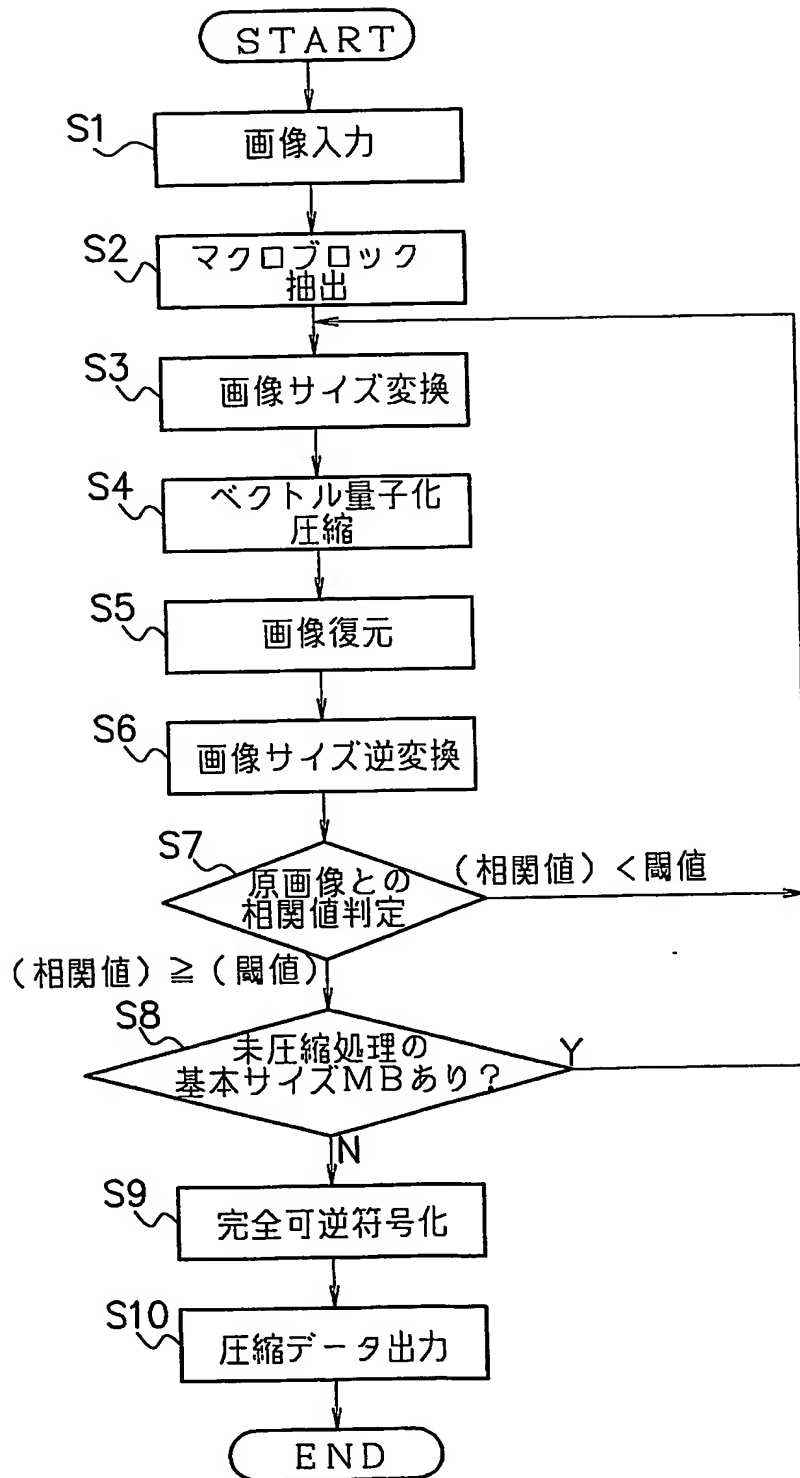 START
S1
画像入力
S2
マクロブロック
抽出
S3
画像サイズ変換
S4
ベクトル量子化
圧縮
S5
画像復元
S6
画像サイズ逆変換
S7
原画像との
相関値判定
(相関値)<閾値
(相関値)≧(閾値)
S8
未圧縮処理の
基本サイズMBあり?
Y
N
S9
完全可逆符号化
S10
圧縮データ出力
END